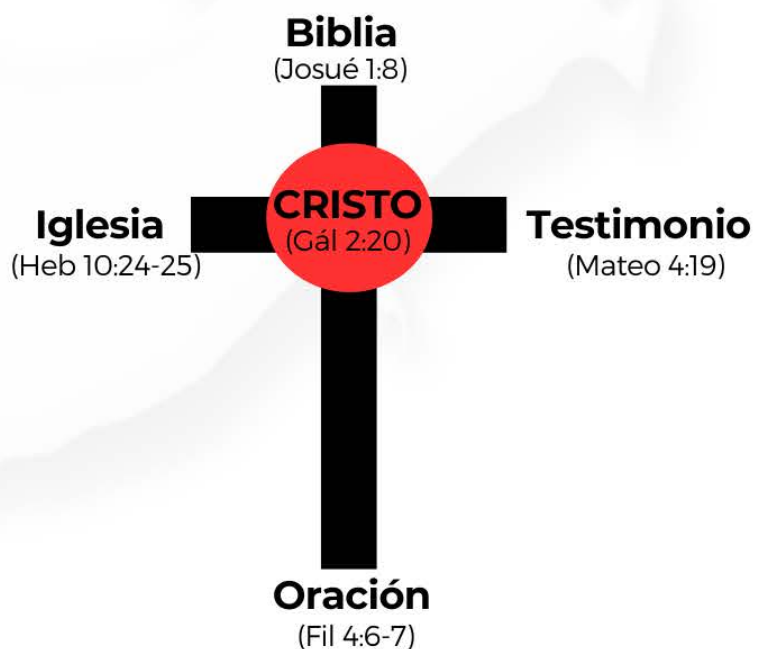 Biblia
(Josué 1:8)
CRISTO
(Gál 2:20)
Iglesia
(Heb 10:24-25)
Testimonio
(Mateo 4:19)
Oración
(Fil 4:6-7)